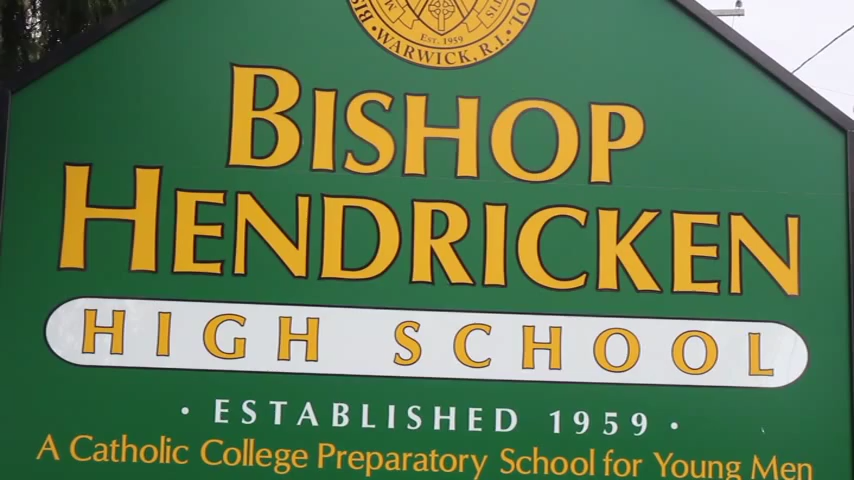 Est. 1959
WARWICK, R.I.
BISHOP
HENDRICKEN
HIGH SCHOOL
• ESTABLISHED 1959 •
A Catholic College Preparatory School for Young Men